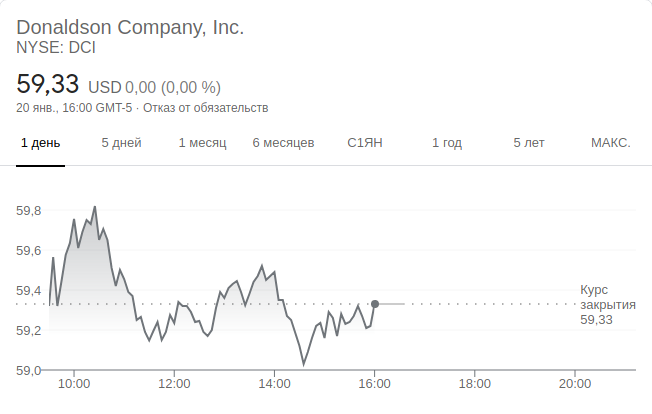 Donaldson Company, Inc.
NYSE: DCI
59,33 USD 0,00 (0,00 %)
20 янв., 16:00 GMT-5 · Отказ от обязательств
1 день 5 дней 1 месяц 6 месяцев С1ЯН 1 год 5 лет МАКС.
59,8
59,6
59,4
59,2
59,0
Курс
закрытия
59,33
10:00 12:00 14:00 16:00 18:00 20:00